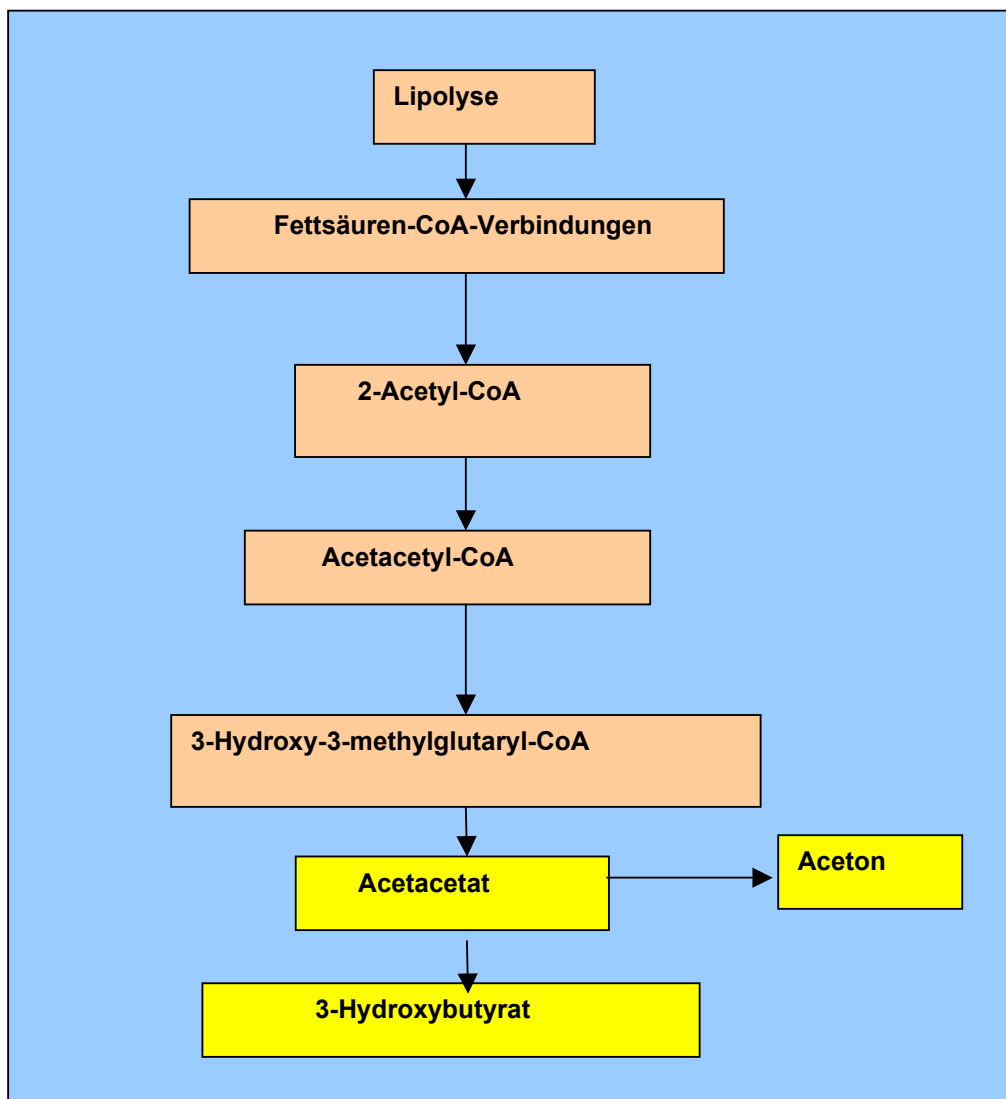 Lipolyse
Fettsäuren-CoA-Verbindungen
2-Acetyl-CoA
Acetacetyl-CoA
3-Hydroxy-3-methylglutaryl-CoA
Acetacetat
Aceton
3-Hydroxybutyrat